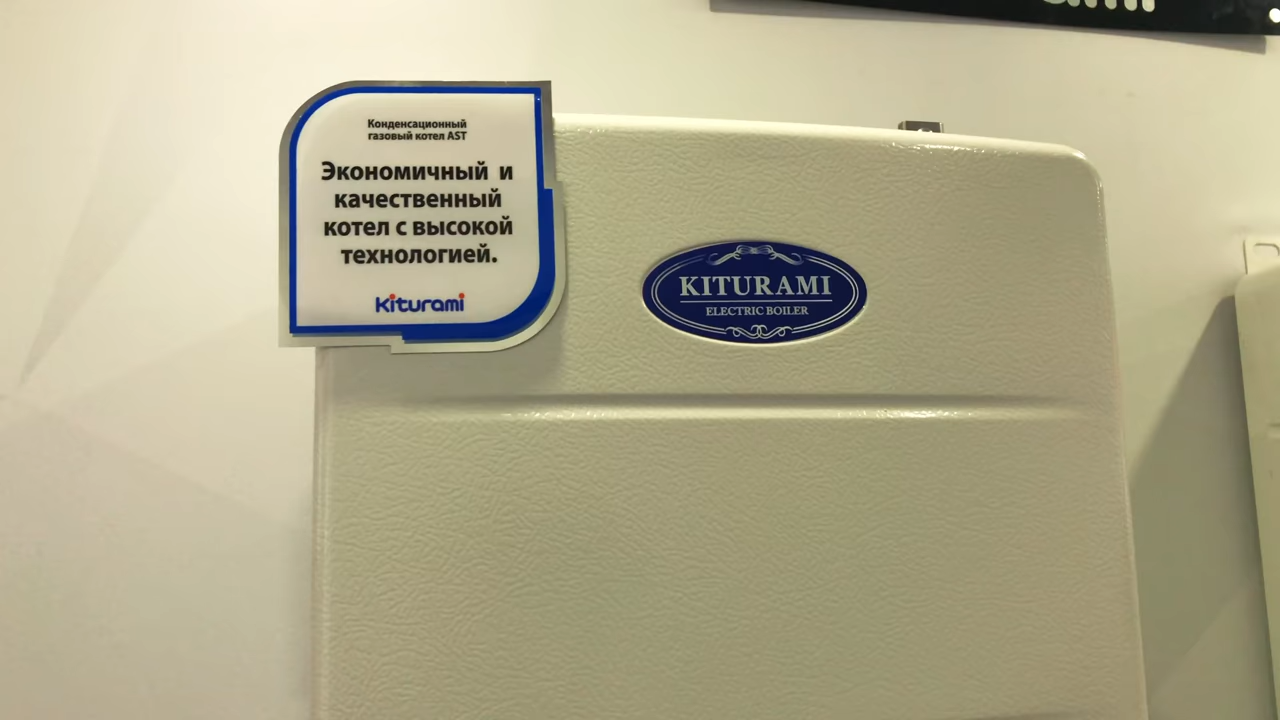 Конденсационный
газовый котел AST
Экономичный и
качественный
котел с высокой
технологией.
Kiturami
KITURAMI
ELECTRIC BOILER